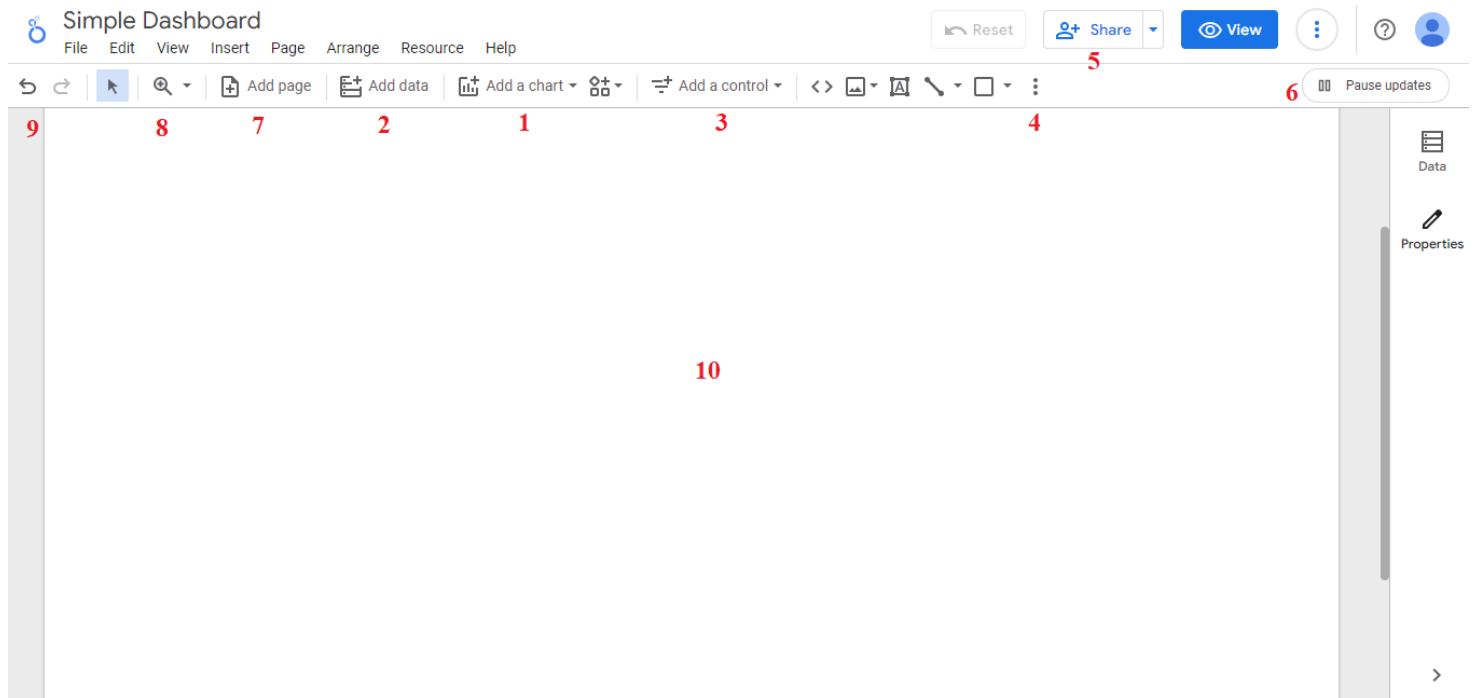 Simple Dashboard
File Edit View Insert Page Arrange Resource Help
Reset Share View
5
Add page Add data Add a chart Add a control
6 Pause updates
9 8 7 2 1 3 4
Data
Properties
10